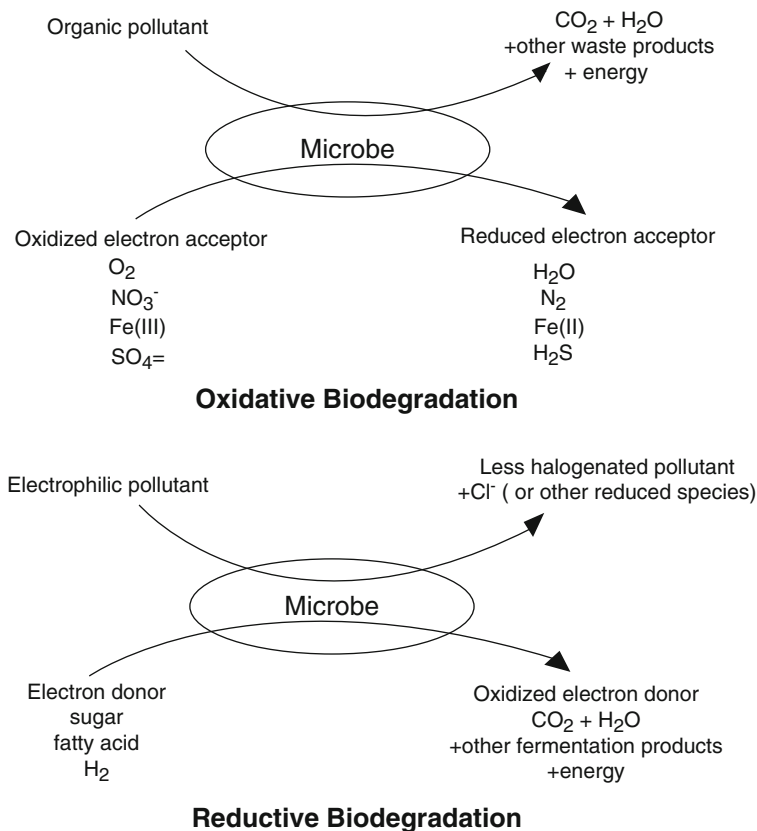 Organic pollutant
CO₂ + H₂O
+other waste products
+ energy
Microbe
Oxidized electron acceptor
O₂
NO₃⁻
Fe(III)
SO₄=
Reduced electron acceptor
H₂O
N₂
Fe(II)
H₂S
Oxidative Biodegradation
Electrophilic pollutant
Less halogenated pollutant
+Cl⁻ ( or other reduced species)
Microbe
Electron donor
sugar
fatty acid
H₂
Oxidized electron donor
CO₂ + H₂O
+other fermentation products
+energy
Reductive Biodegradation